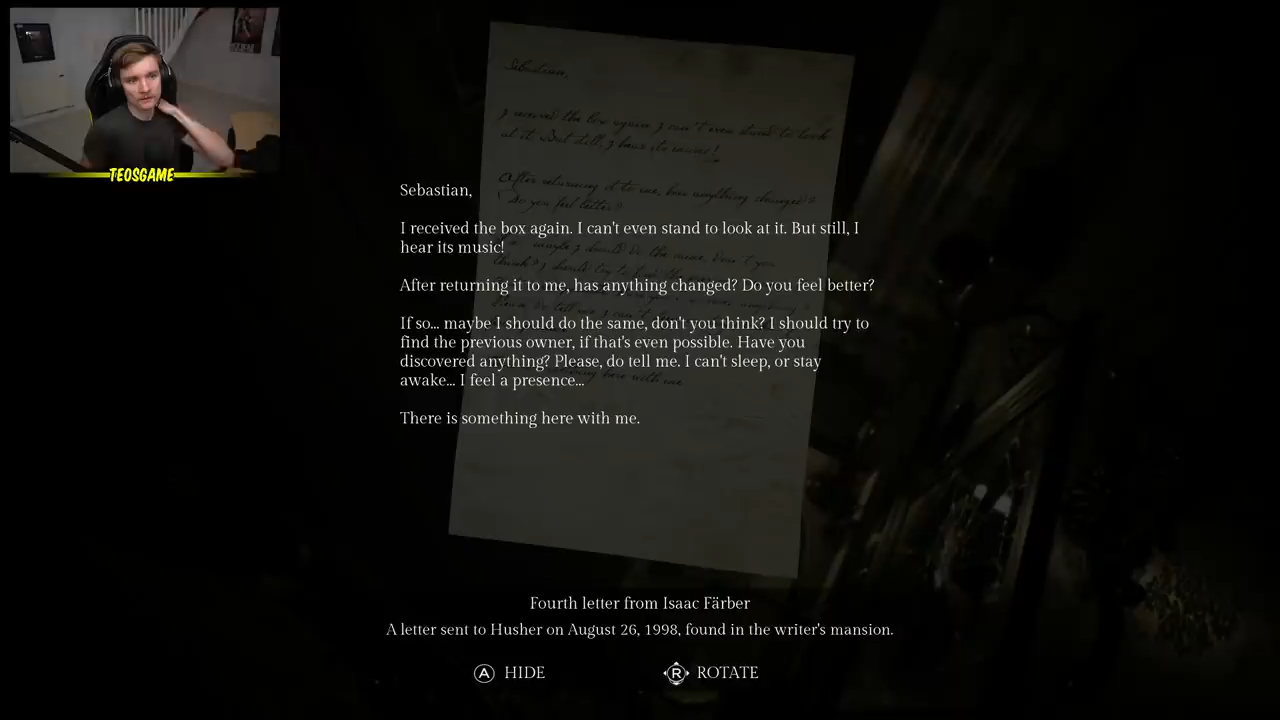 TEOSGAME
Sebastian,
I received the box again. I can't even stand to look at it. But still, I
hear its music!
After returning it to me, has anything changed? Do you feel better?
If so... maybe I should do the same, don't you think? I should try to
find the previous owner, if that's even possible. Have you
discovered anything? Please, do tell me. I can't sleep, or stay
awake... I feel a presence...
There is something here with me.
Fourth letter from Isaac Färber
A letter sent to Husher on August 26, 1998, found in the writer's mansion.
A HIDE
R ROTATE